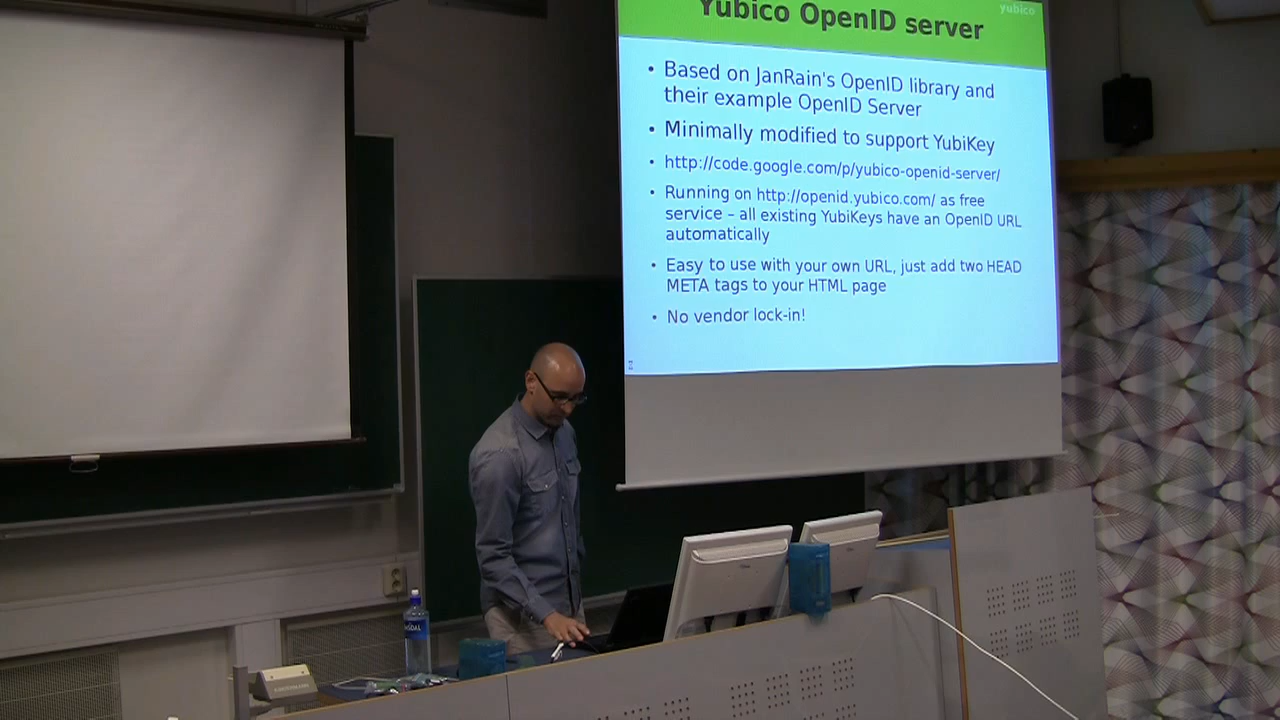 Yubico OpenID server
yubico
• Based on JanRain's OpenID library and
their example OpenID Server
• Minimally modified to support YubiKey
• http://code.google.com/p/yubico-openid-server/
• Running on http://openid.yubico.com/ as free
service – all existing YubiKeys have an OpenID URL
automatically
• Easy to use with your own URL, just add two HEAD
META tags to your HTML page
• No vendor lock-in!